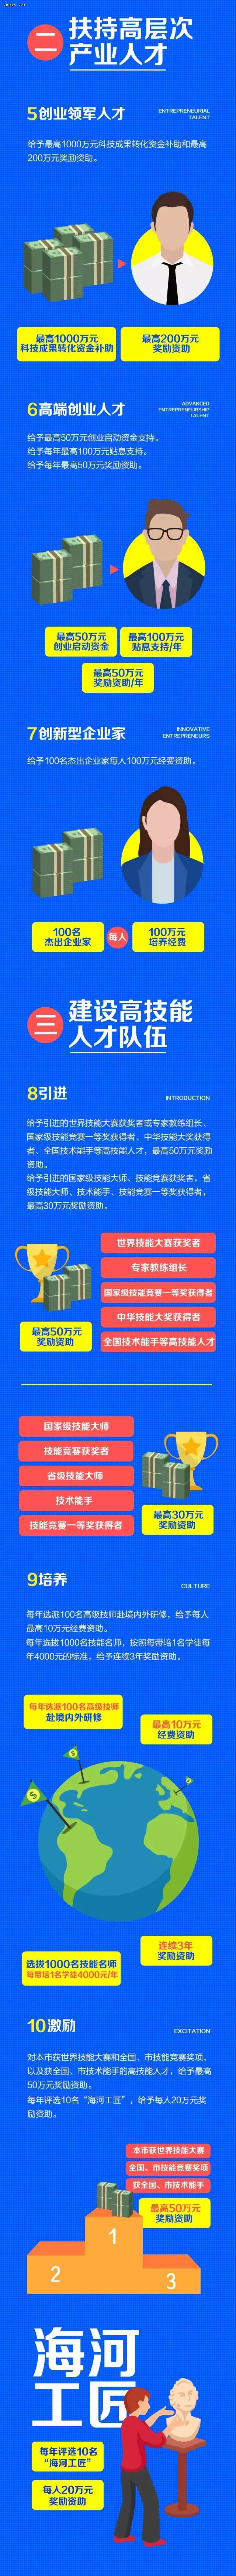 二
扶持高层次
产业人才
5创业领军人才
ENTREPRENEURIAL
TALENT
给予最高1000万元科技成果转化资金补助和最高
200万元奖励资助。
最高1000万元
科技成果转化资金补助
最高200万元
奖励资助
6高端创业人才
ADVANCED
ENTREPRENEURSHIP
TALENT
给予最高50万元创业启动资金支持。
给予每年最高100万元贴息支持。
给予每年最高50万元奖励资助。
最高50万元
创业启动资金
最高100万元
贴息支持/年
最高50万元
奖励资助/年
7创新型企业家
INNOVATIVE
ENTREPRENEURS
给予100名杰出企业家每人100万元经费资助。
100名
杰出企业家
每人
100万元
培养经费
三
建设高技能
人才队伍
8引进
INTRODUCTION
给予引进的世界技能大赛获奖者或专家教练组长、
国家级技能竞赛一等奖获得者、中华技能大奖获得
者、全国技术能手等高技能人才，最高50万元奖励
资助。
给予引进的国家级技能大师、技能竞赛获奖者，省
级技能大师、技术能手、技能竞赛一等奖获得者，
最高30万元奖励资助。
最高50万元
奖励资助
世界技能大赛获奖者
专家教练组长
国家级技能竞赛一等奖获得者
中华技能大奖获得者
全国技术能手等高技能人才
国家级技能大师
技能竞赛获奖者
省级技能大师
技术能手
技能竞赛一等奖获得者
最高30万元
奖励资助
9培养
CULTURE
每年选派100名高级技师赴境内外研修，给予每人
最高10万元经费资助。
每年选拔1000名技能名师，按照每带培1名学徒每
年4000元的标准，给予连续3年奖励资助。
每年选派100名高级技师
赴境内外研修
最高10万元
经费资助
连续3年
奖励资助
选拔1000名技能名师
每带培1名学徒4000元/年
10激励
EXCITATION
对本市获世界技能大赛和全国、市技能竞赛奖项，
以及获全国、市技术能手的高技能人才，给予最高
50万元奖励资助。
每年评选10名“海河工匠”，给予每人20万元奖
励资助。
本市获世界技能大赛
全国、市技能竞赛奖项
获全国、市技术能手
最高50万元
奖励资助
1
2
3
海河
工匠
每年评选10名
“海河工匠”
每人20万元
奖励资助